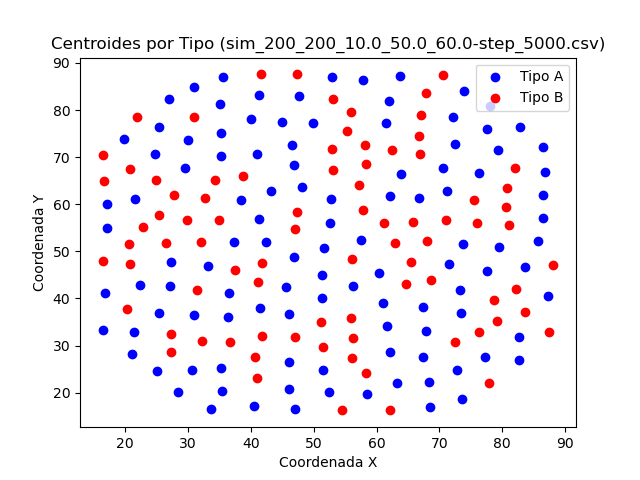 Centroides por Tipo (sim_200_200_10.0_50.0_60.0-step_5000.csv)
90
80
70
60
50
40
30
20
Coordenada Y
Tipo A
Tipo B
20 30 40 50 60 70 80 90
Coordenada X